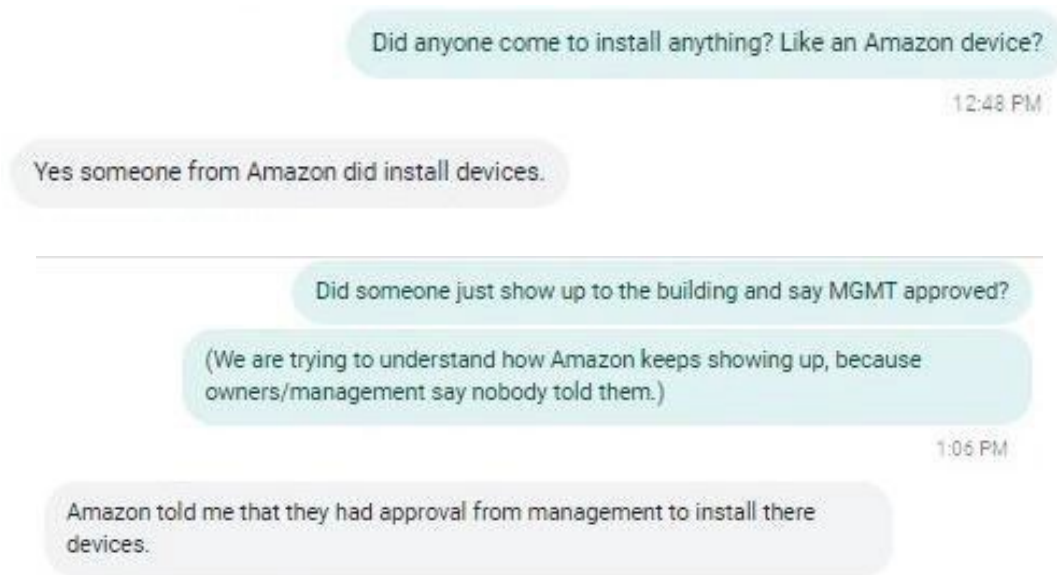 Did anyone come to install anything? Like an Amazon device?
12:48 PM
Yes someone from Amazon did install devices.
Did someone just show up to the building and say MGMT approved?
(We are trying to understand how Amazon keeps showing up, because
owners/management say nobody told them.)
1:06 PM
Amazon told me that they had approval from management to install there
devices.